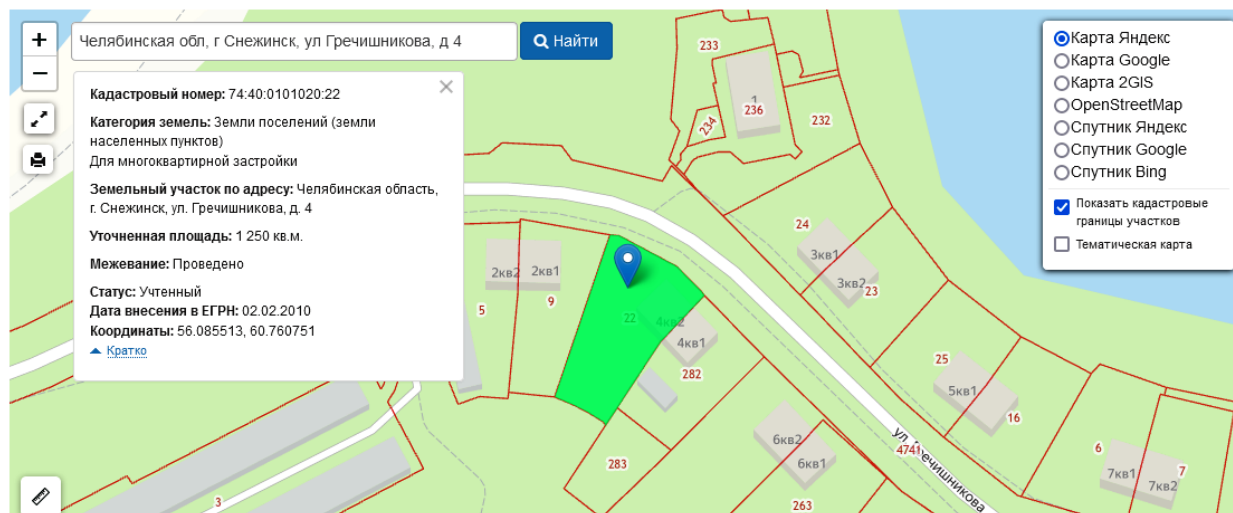 +
−
Челябинская обл, г Снежинск, ул Гречишникова, д 4
Найти
Кадастровый номер: 74:40:0101020:22
Категория земель: Земли поселений (земли
населенных пунктов)
Для многоквартирной застройки
Земельный участок по адресу: Челябинская область,
г. Снежинск, ул. Гречишникова, д. 4
Уточненная площадь: 1 250 кв.м.
Межевание: Проведено
Статус: Учтенный
Дата внесения в ЕГРН: 02.02.2010
Координаты: 56.085513, 60.760751
Кратко
Карта Яндекс
Карта Google
Карта 2GIS
OpenStreetMap
Спутник Яндекс
Спутник Google
Спутник Bing
Показать кадастровые
границы участков
Тематическая карта
233
1
236
234
232
24
3кв1
3кв2
23
2кв2
2кв1
5
9
22
4кв2
4кв1
282
25
5кв1
16
283
6кв2
6кв1
263
4741
ул. Гречишникова
6
7кв1
7кв2
7
3